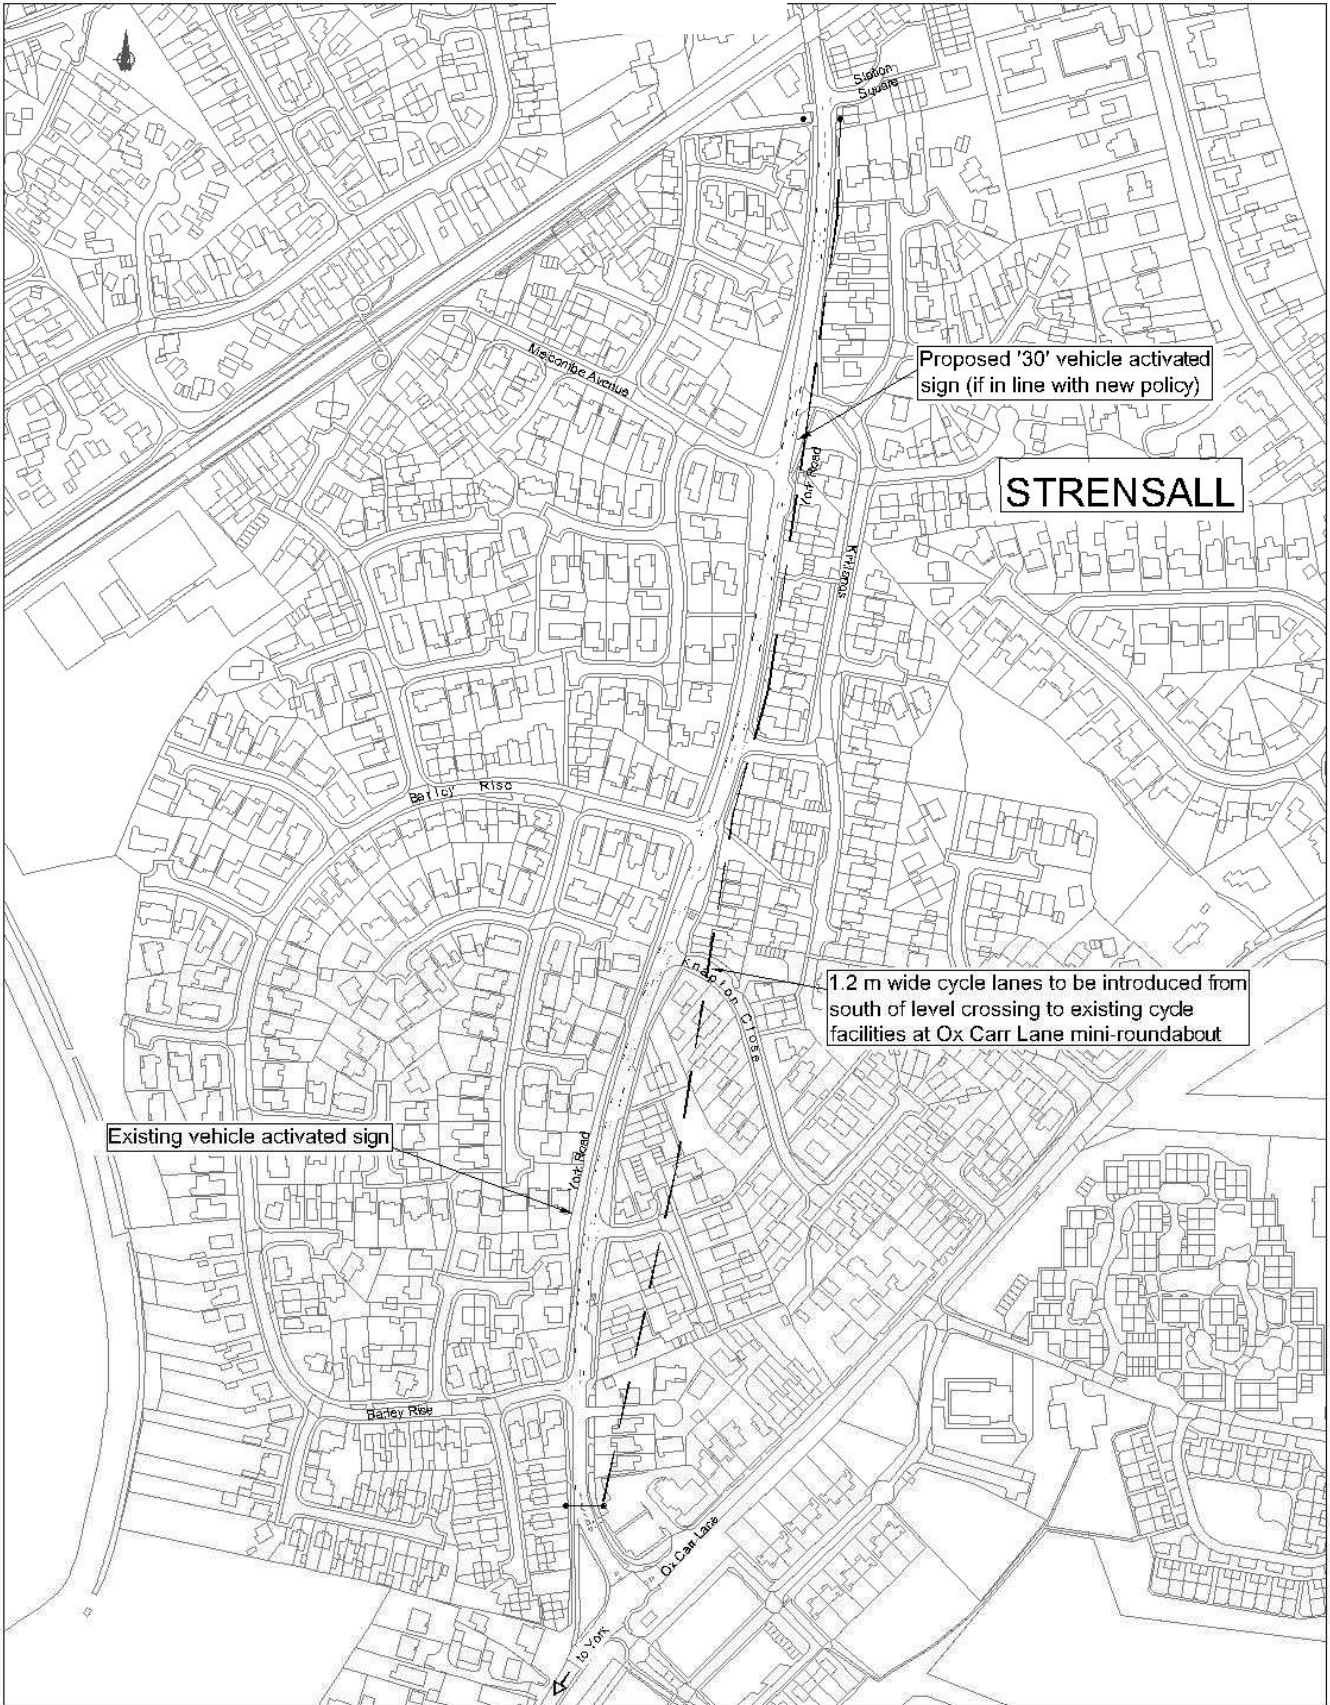 Station
Square
Melcombe Avenue
Proposed '30' vehicle activated
sign (if in line with new policy)
York Road
STRENSALL
Kirklands
Barley Rise
Knapton Close
1.2 m wide cycle lanes to be introduced from
south of level crossing to existing cycle
facilities at Ox Carr Lane mini-roundabout
Existing vehicle activated sign
York Road
Barley Rise
Ox Carr Lane
to York